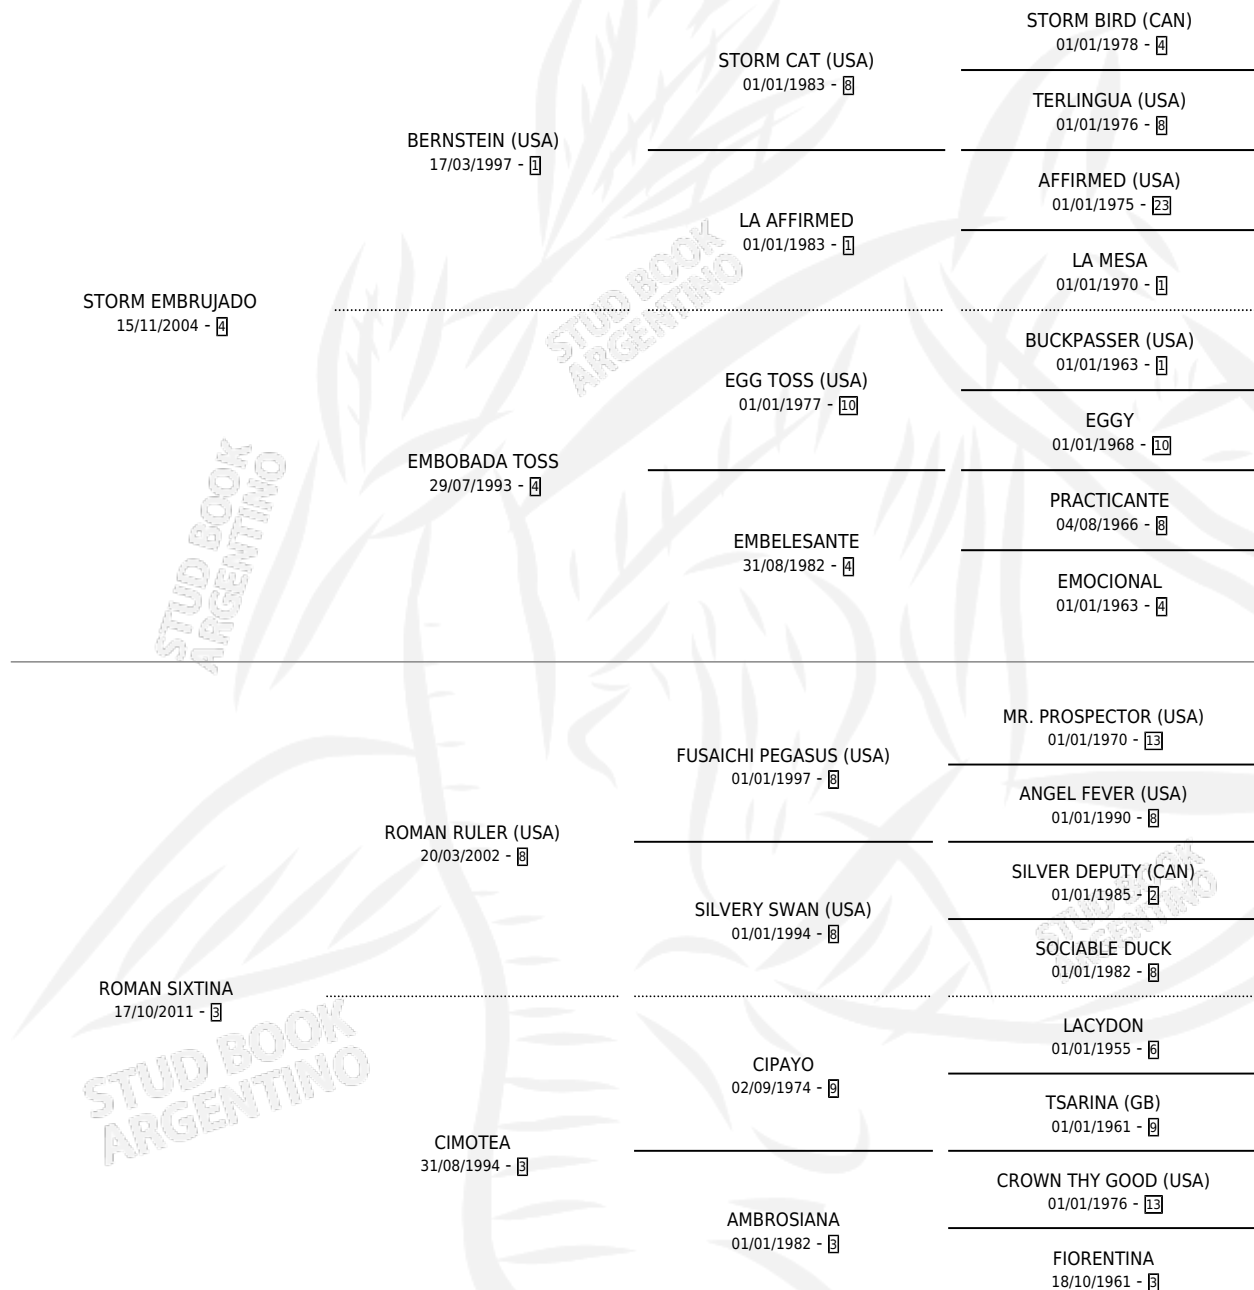 STORM BIRD (CAN)
01/01/1978 - 4
STORM CAT (USA)
01/01/1983 - 8
TERLINGUA (USA)
01/01/1976 - 8
BERNSTEIN (USA)
17/03/1997 - 1
AFFIRMED (USA)
01/01/1975 - 23
LA AFFIRMED
01/01/1983 - 1
LA MESA
01/01/1970 - 1
STORM EMBRUJADO
15/11/2004 - 4
STUD BOOK
ARGENTINO
BUCKPASSER (USA)
01/01/1963 - 1
EGG TOSS (USA)
01/01/1977 - 10
EGGY
01/01/1968 - 10
EMBOBADA TOSS
29/07/1993 - 4
PRACTICANTE
04/08/1966 - 8
EMBELESANTE
31/08/1982 - 4
EMOCIONAL
01/01/1963 - 4
STUD BOOK
ARGENTINO
MR. PROSPECTOR (USA)
01/01/1970 - 13
FUSAICHI PEGASUS (USA)
01/01/1997 - 8
ANGEL FEVER (USA)
01/01/1990 - 8
ROMAN RULER (USA)
20/03/2002 - 8
SILVER DEPUTY (CAN)
01/01/1985 - 2
SILVERY SWAN (USA)
01/01/1994 - 8
SOCIABLE DUCK
01/01/1982 - 8
STUD BOOK
ARGENTINO
ROMAN SIXTINA
17/10/2011 - 3
STUD BOOK
ARGENTINO
LACYDON
01/01/1955 - 6
CIPAYO
02/09/1974 - 9
TSARINA (GB)
01/01/1961 - 9
CIMOTEA
31/08/1994 - 3
CROWN THY GOOD (USA)
01/01/1976 - 13
AMBROSIANA
01/01/1982 - 3
FIORENTINA
18/10/1961 - 3